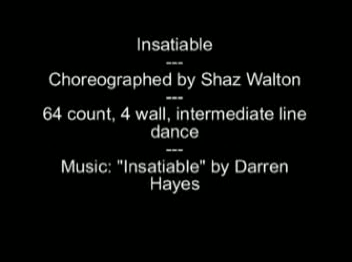 Insatiable
---
Choreographed by Shaz Walton
---
64 count, 4 wall, intermediate line
dance
---
Music: "Insatiable" by Darren
Hayes